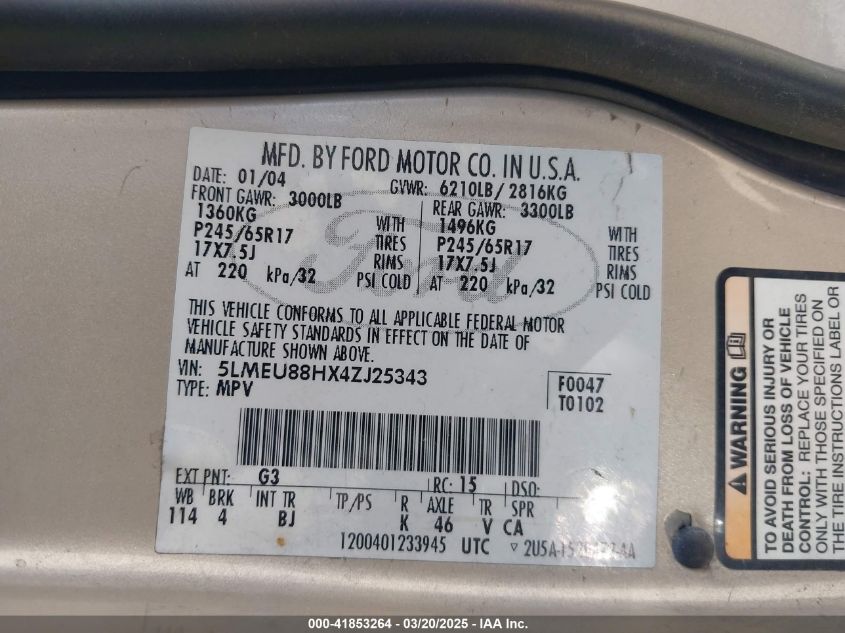 MFD. BY FORD MOTOR CO. IN U.S.A.
DATE: 01/04 GVWR: 6210LB/ 2816KG
FRONT GAWR: 3000LB REAR GAWR: 3300LB
1360KG WITH 1496KG WITH
P245/65R17 TIRES P245/65R17 TIRES
17X7.5J RIMS 17X7.5J RIMS
AT 220 kPa/32 PSI COLD AT 220 kPa/32 PSI COLD
Ford
THIS VEHICLE CONFORMS TO ALL APPLICABLE FEDERAL MOTOR
VEHICLE SAFETY STANDARDS IN EFFECT ON THE DATE OF
MANUFACTURE SHOWN ABOVE.
VIN: 5LMEU88HX4ZJ25343 F0047
TYPE: MPV T0102
EXT PNT: G3 RC: 15 DSO:
WB BRK INT TR TP/PS R AXLE TR SPR
114 4 BJ K 46 V CA
1200401233945 UTC
WARNING
TO AVOID SERIOUS INJURY OR
DEATH FROM LOSS OF VEHICLE
CONTROL: REPLACE YOUR TIRES
ONLY WITH THOSE SPECIFIED ON
THE TIRE INFLATIONS LABEL OR
000-41853264 - 03/20/2025 - IAA Inc.